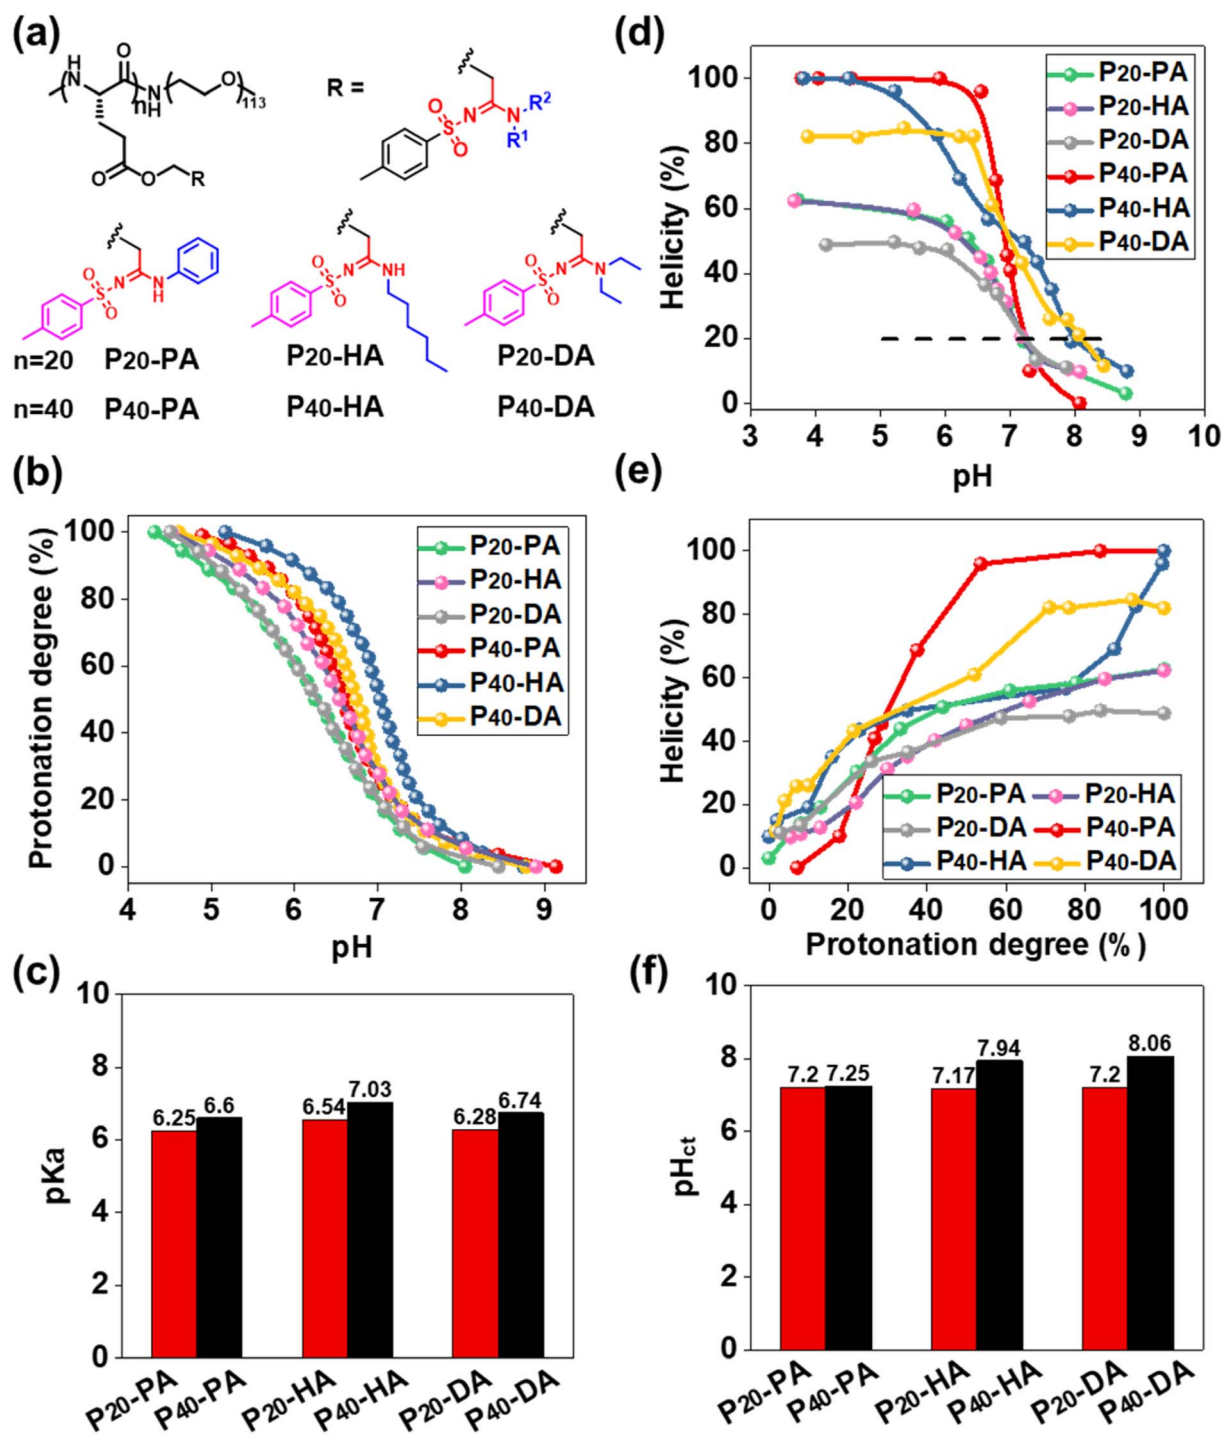 (a)
H
N
O
n
N
H
O
113
O
O
R
R =
O
S
O
N
N
R2
R1
O
S
O
N
N
H
O
S
O
N
NH
O
S
O
N
N
n=20 P20-PA P20-HA P20-DA
n=40 P40-PA P40-HA P40-DA
(b)
Protonation degree (%)
100
80
60
40
20
0
4 5 6 7 8 9
pH
P20-PA
P20-HA
P20-DA
P40-PA
P40-HA
P40-DA
(c)
pKa
10
8
6
4
2
0
6.25 6.6 6.54 7.03 6.28 6.74
P20-PA P40-PA P20-HA P40-HA P20-DA P40-DA
(d)
Helicity (%)
100
80
60
40
20
0
3 4 5 6 7 8 9 10
pH
P20-PA
P20-HA
P20-DA
P40-PA
P40-HA
P40-DA
(e)
Helicity (%)
100
80
60
40
20
0
P20-PA P20-HA
P20-DA P40-PA
P40-HA P40-DA
0 20 40 60 80 100
Protonation degree (%)
(f)
pHct
10
8
6
4
2
0
7.2 7.25 7.17 7.94 7.2 8.06
P20-PA P40-PA P20-HA P40-HA P20-DA P40-DA